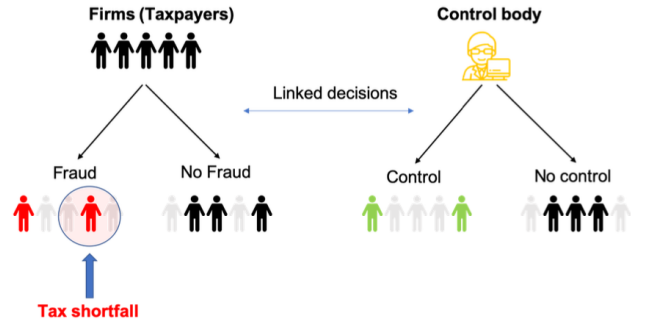 Firms (Taxpayers)
Control body
Linked decisions
Fraud
No Fraud
Control
No control
Tax shortfall